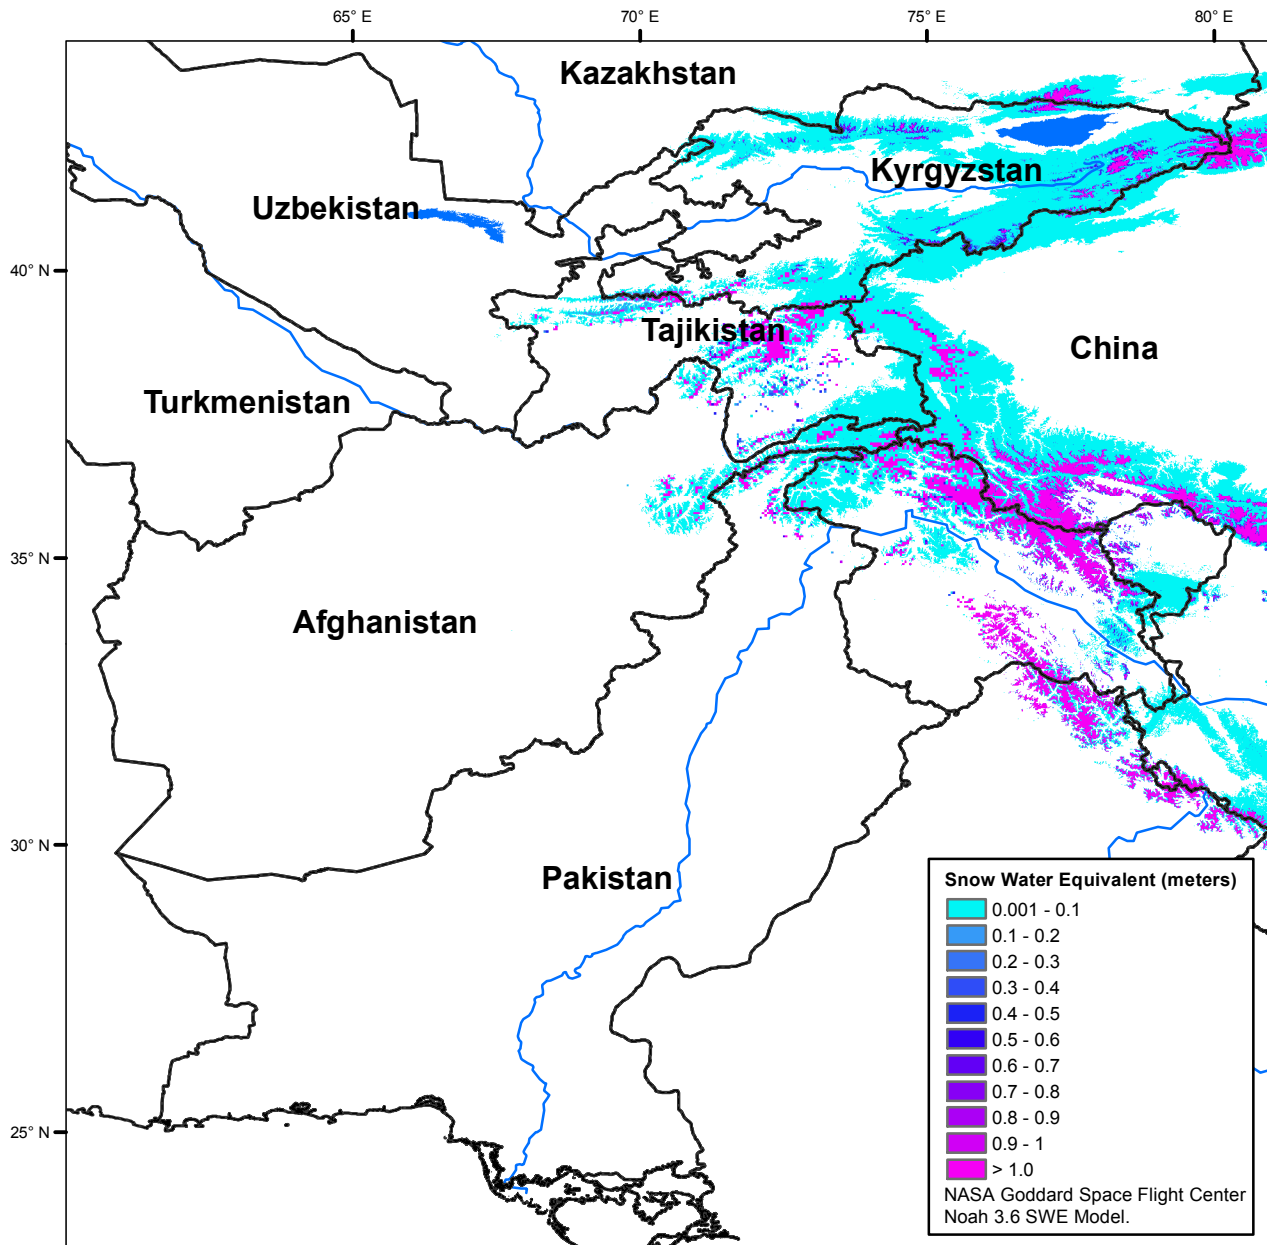 65° E
70° E
75° E
80° E
Kazakhstan
Kyrgyzstan
Uzbekistan
40° N
Tajikistan
China
Turkmenistan
35° N
Afghanistan
30° N
Pakistan
25° N
Snow Water Equivalent (meters)
0.001 - 0.1
0.1 - 0.2
0.2 - 0.3
0.3 - 0.4
0.4 - 0.5
0.5 - 0.6
0.6 - 0.7
0.7 - 0.8
0.8 - 0.9
0.9 - 1
> 1.0
NASA Goddard Space Flight Center
Noah 3.6 SWE Model.